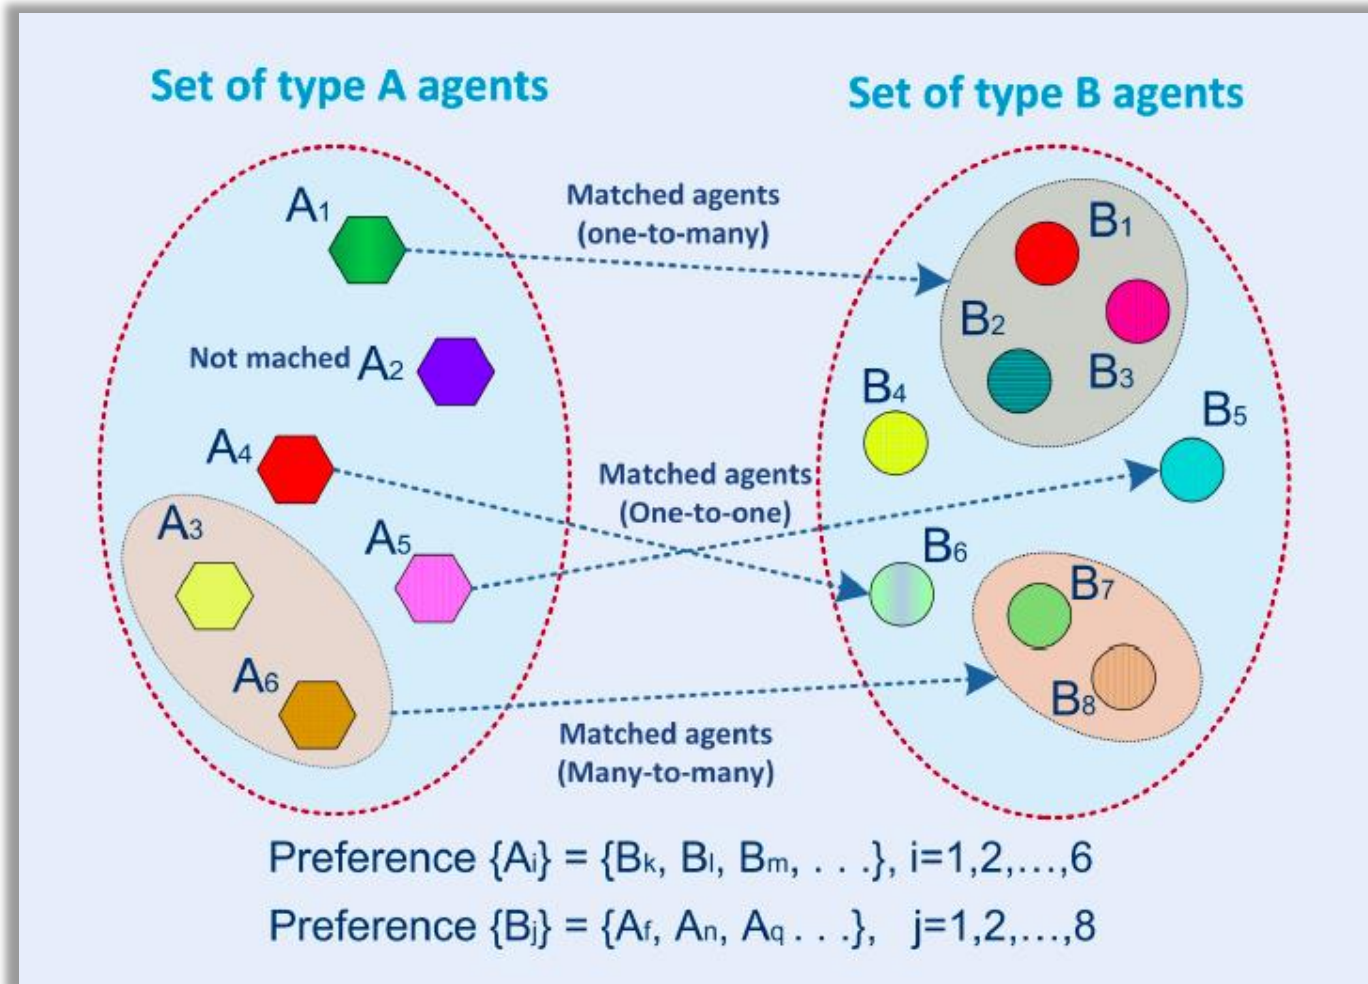 Set of type A agents
Set of type B agents
A1
Matched agents
(one-to-many)
B1
B2
B3
Not mached A2
B4
B5
A4
Matched agents
(One-to-one)
A3
A5
B6
B7
A6
B8
Matched agents
(Many-to-many)
Preference {Ai} = {Bk, Bl, Bm, . . .}, i=1,2,...,6
Preference {Bj} = {Af, An, Aq . . .}, j=1,2,...,8